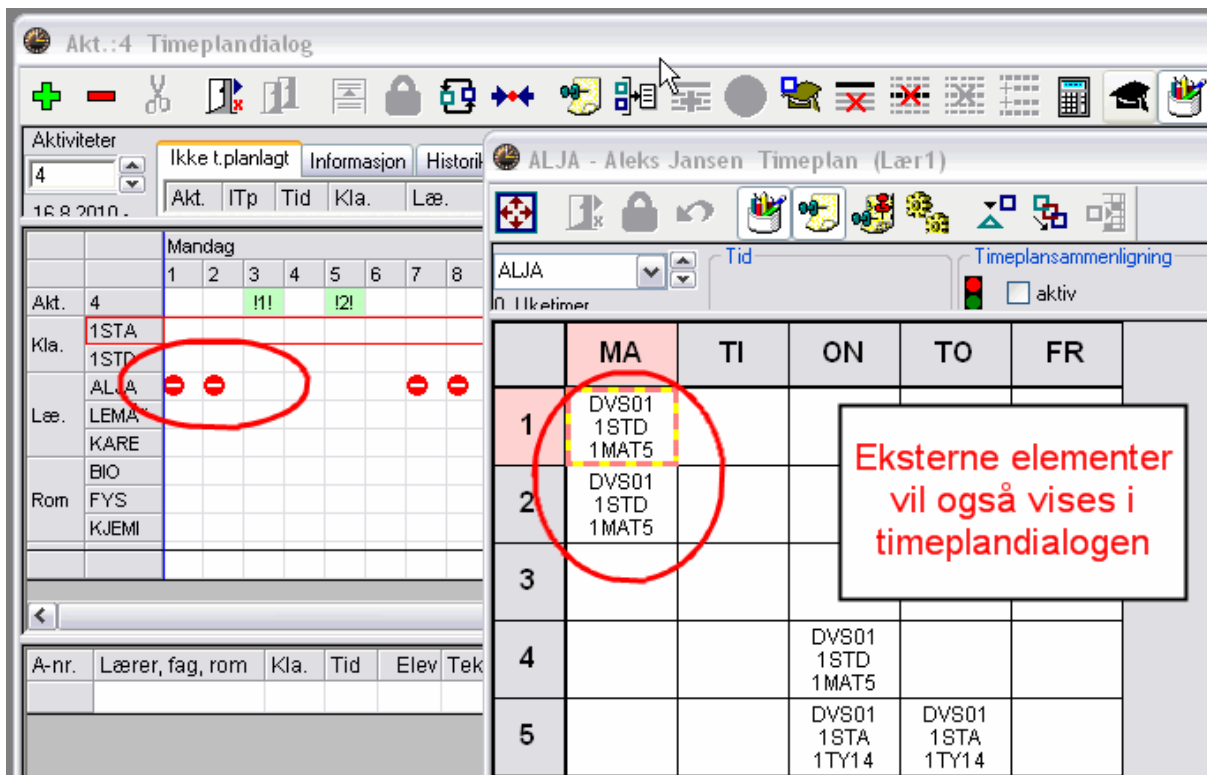 Akt.:4 Timeplandialog
Aktiviteter
4
16.8.2010 -
Ikke t.planlagt Informasjon Historik
Akt. ITp Tid Kla. Læ.
Mandag
1 2 3 4 5 6 7 8
Akt. 4 !1! !2!
Kla.
1STA
1STD
Læ.
ALJA
LEMA
KARE
Rom
BIO
FYS
KJEMI
A-nr. Lærer, fag, rom Kla. Tid Elev Tek
ALJA - Aleks Jansen Timeplan (Lær1)
ALJA
Tid
Timeplansammenligning
aktiv
0 Uketimer
MA TI ON TO FR
1
DVS01
1STD
1MAT5
2
DVS01
1STD
1MAT5
3
4
DVS01
1STD
1MAT5
5
DVS01
1STA
1TY14
DVS01
1STA
1TY14
Eksterne elementer
vil også vises i
timeplandialogen